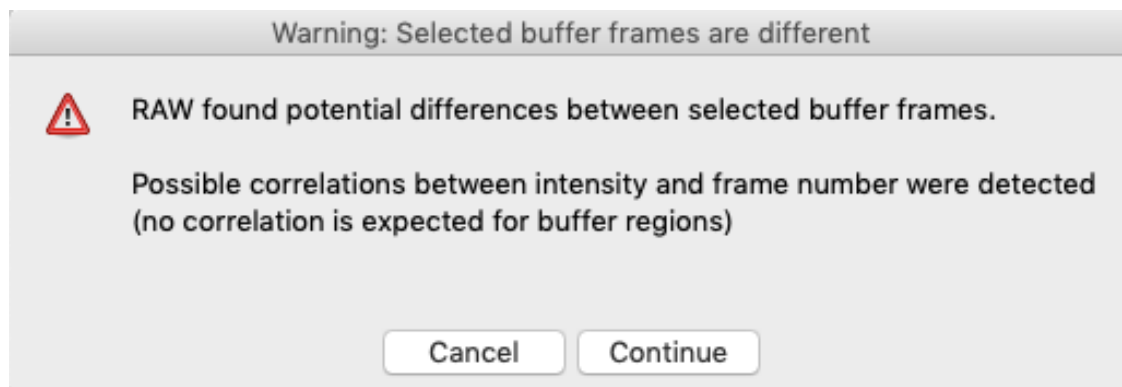 Warning: Selected buffer frames are different
RAW found potential differences between selected buffer frames.
Possible correlations between intensity and frame number were detected
(no correlation is expected for buffer regions)
Cancel
Continue